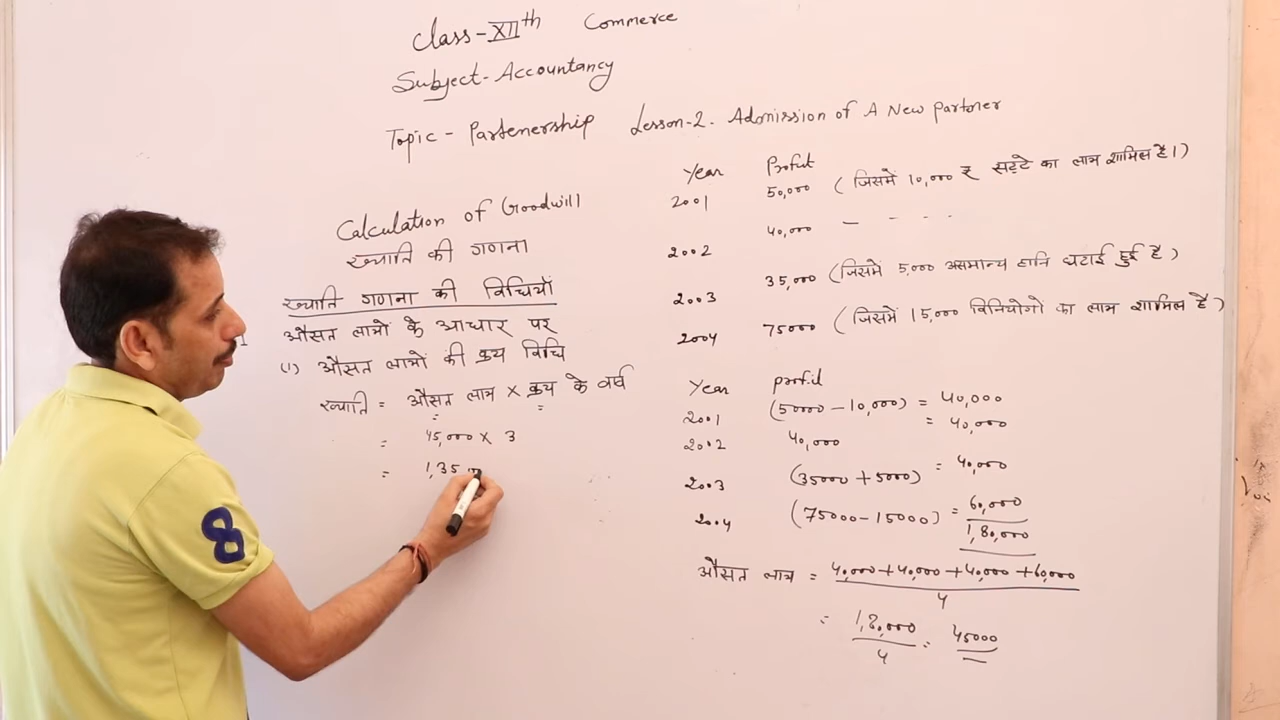 Class-XIIth Commerce
Subject-Accountancy
Topic - Partenership Lesson-2. Admission of A New Partner
Calculation of Goodwill
ख्याति की गणना
ख्याति गणना की विधियाँ
औसत लाभो के आधार पर
(1) औसत लाभों की क्रय विधि
ख्याति = औसत लाभ X क्रय के वर्ष
= 45,000 X 3
= 1,35
Year Profit
2001 50,000 (जिसमें 10,000 ₹ सट्टे का लाभ शामिल है।)
2002 40,000 — - - -
2003 35,000 (जिसमें 5,000 असमान्य हानि घटाई हुई है)
2004 75000 (जिसमें 15,000 विनियोगो का लाभ शामिल है)
Year profit
2001 (50000-10,000) = 40,000
2002 40,000 = 40,000
2003 (35000+5000) = 40,000
2004 (75000-15000) = 60,000
1,80,000
औसत लाभ = 40,000+40,000+40,000+60,000
4
= 1,80,000 = 45000
4
8